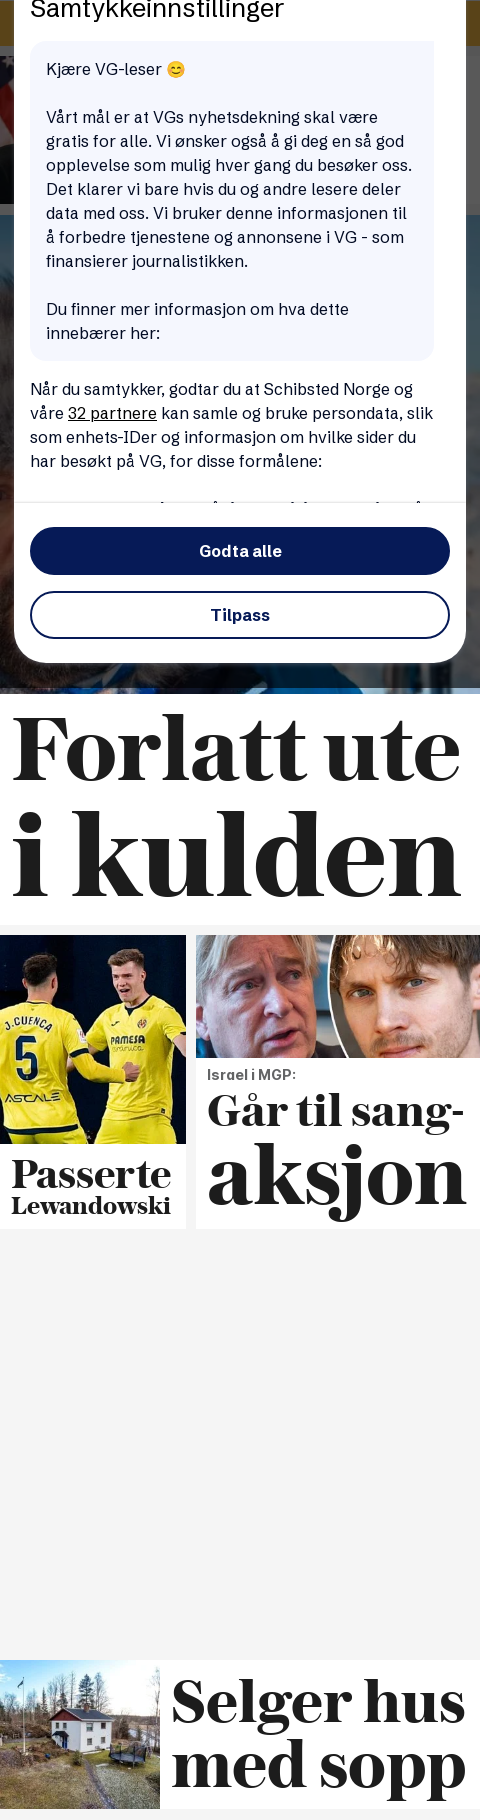 Samtykkeinnstillinger
Kjære VG-leser 😊
Vårt mål er at VGs nyhetsdekning skal være
gratis for alle. Vi ønsker også å gi deg en så god
opplevelse som mulig hver gang du besøker oss.
Det klarer vi bare hvis du og andre lesere deler
data med oss. Vi bruker denne informasjonen til
å forbedre tjenestene og annonsene i VG - som
finansierer journalistikken.
Du finner mer informasjon om hva dette
innebærer her:
Når du samtykker, godtar du at Schibsted Norge og
våre 32 partnere kan samle og bruke persondata, slik
som enhets-IDer og informasjon om hvilke sider du
har besøkt på VG, for disse formålene:
Godta alle
Tilpass
Forlatt ute
i kulden
J.CUENCA
5
ASCALE
PAMESA
cerámica
Passerte
Lewandowski
Israel i MGP:
Går til sang-
aksjon
Selger hus
med sopp